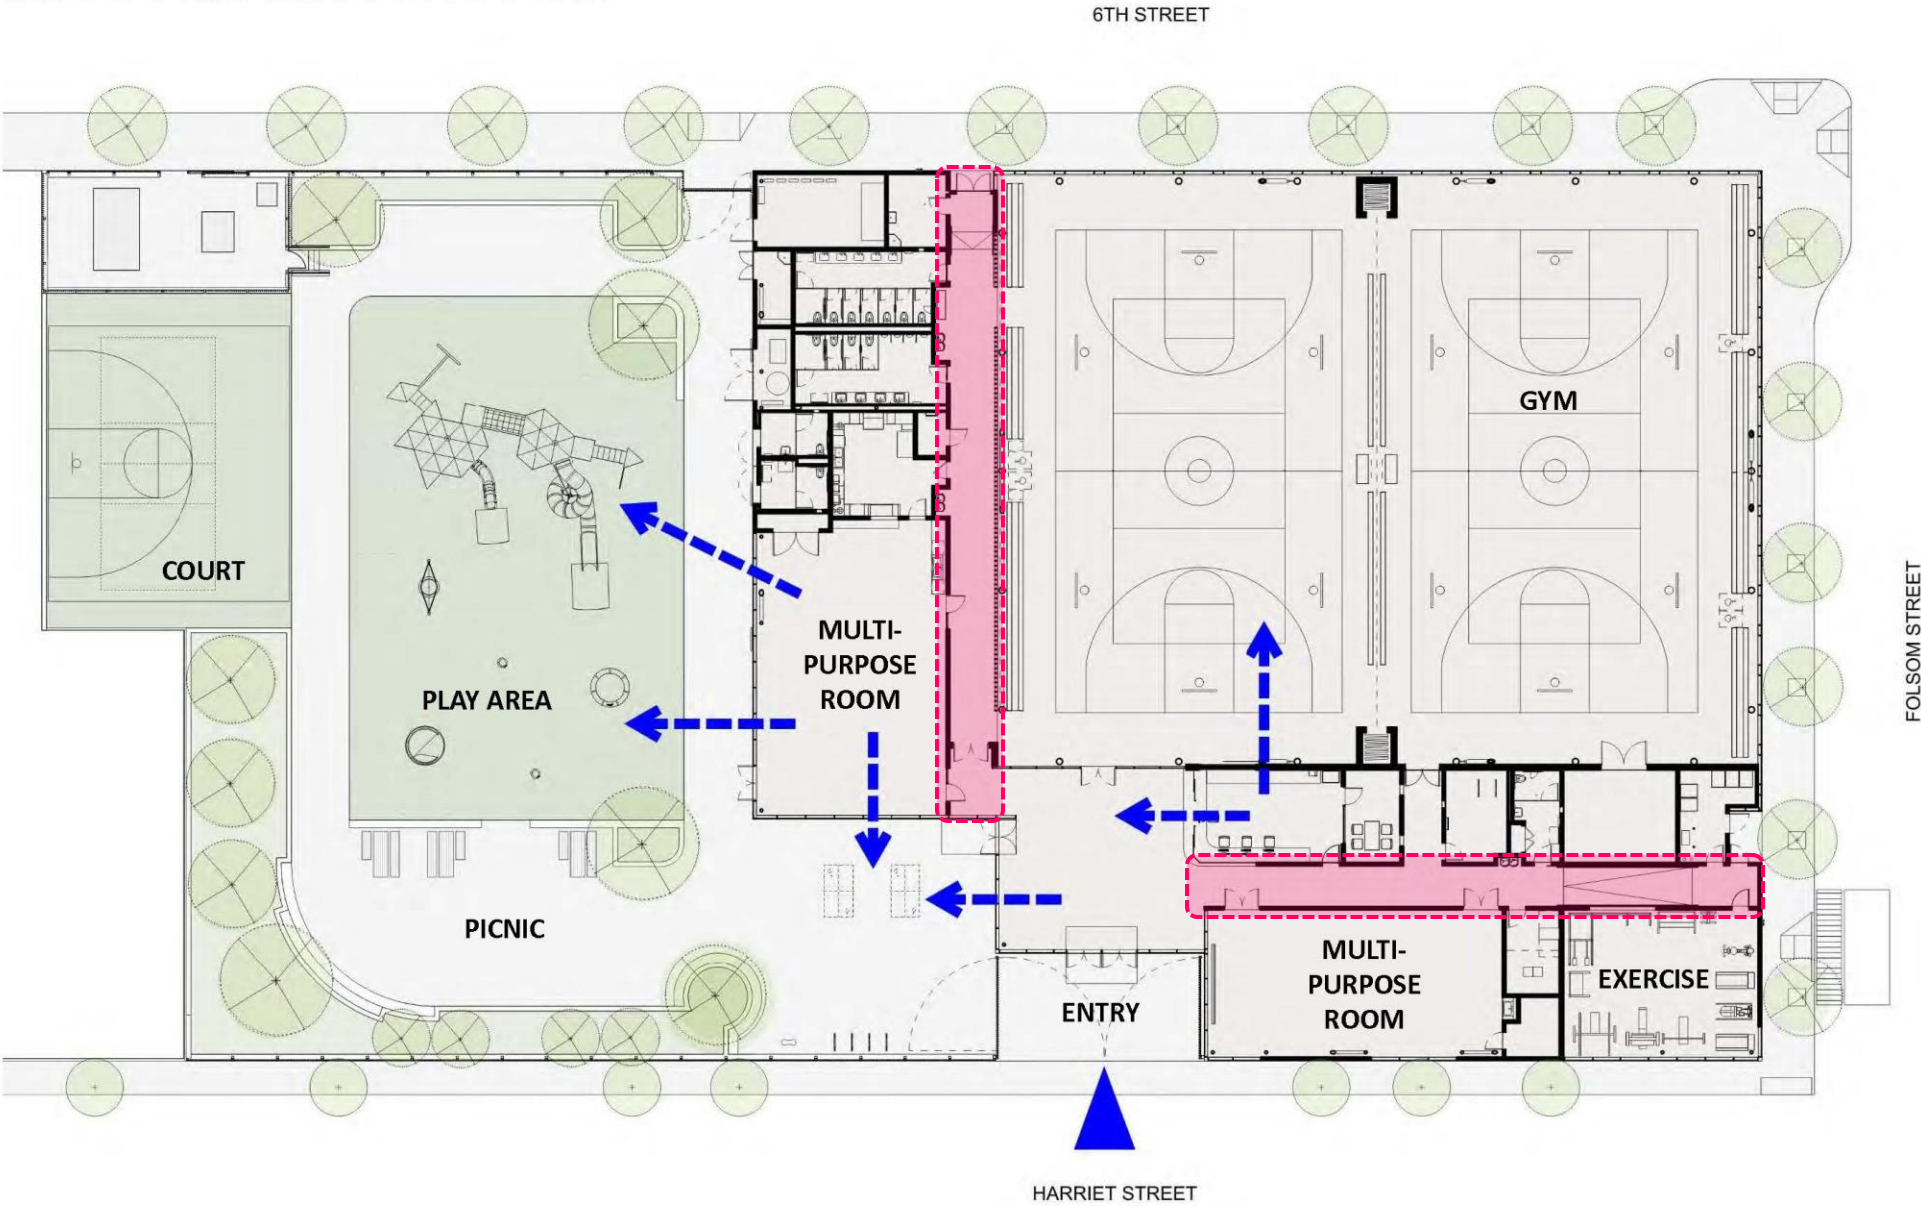 6TH STREET
GYM
COURT
MULTI-
PURPOSE
ROOM
PLAY AREA
FOLSOM STREET
PICNIC
ENTRY
MULTI-
PURPOSE
ROOM
EXERCISE
HARRIET STREET